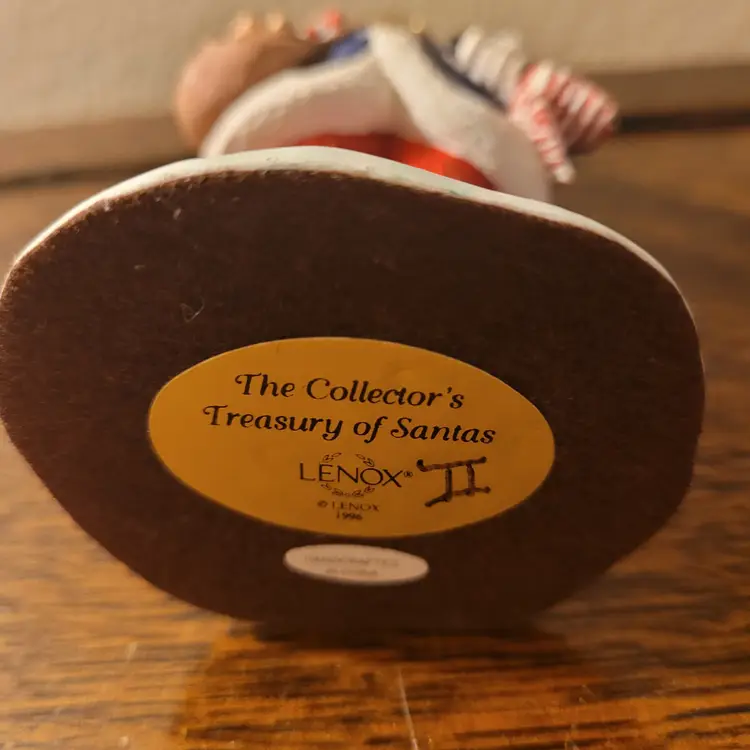 The Collector's
Treasury of Santas
LENOX® II
© LENOX
1996